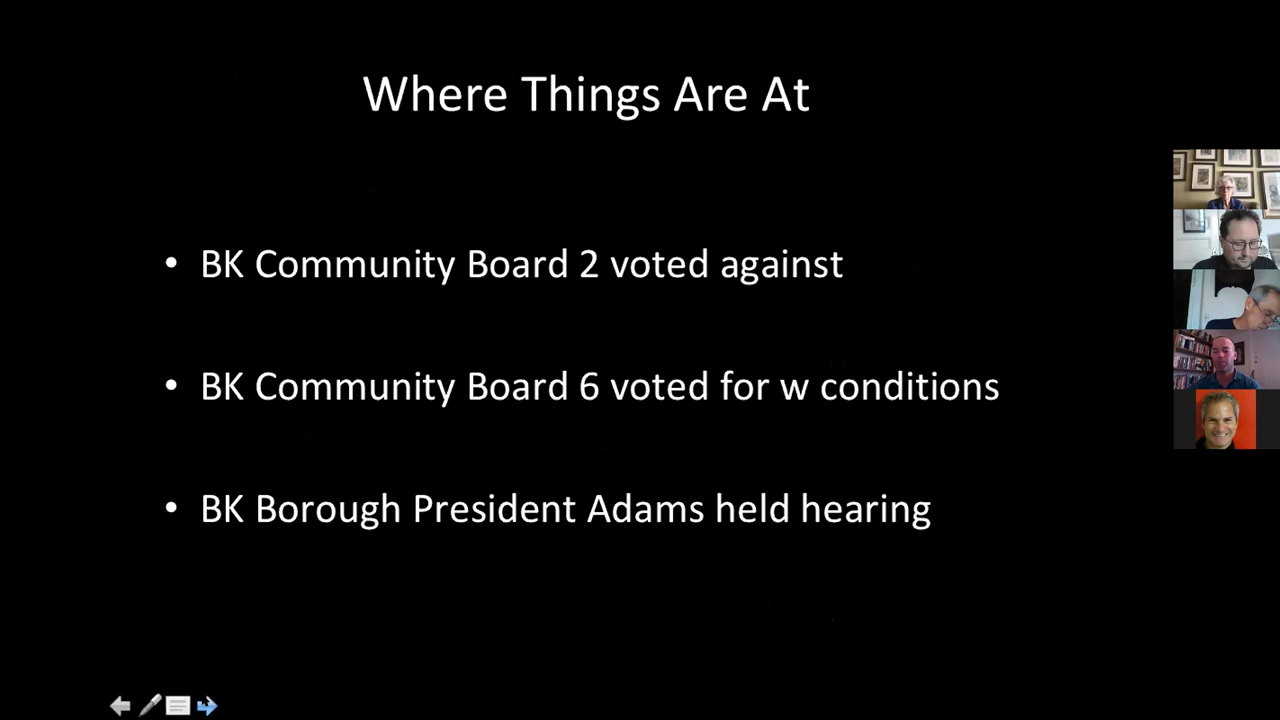 Where Things Are At
• BK Community Board 2 voted against
• BK Community Board 6 voted for w conditions
• BK Borough President Adams held hearing